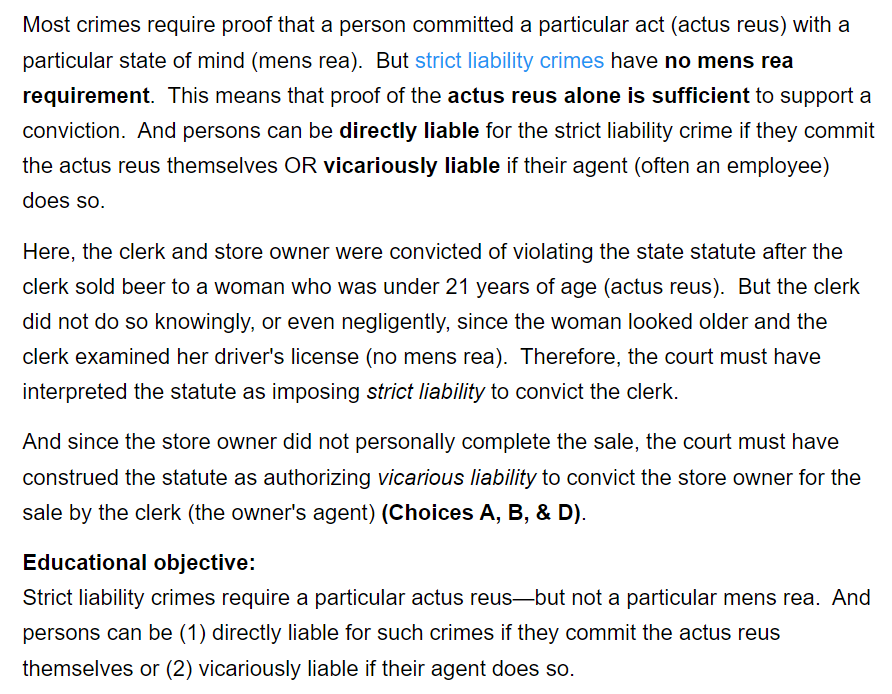 Most crimes require proof that a person committed a particular act (actus reus) with a
particular state of mind (mens rea).  But strict liability crimes have no mens rea
requirement.  This means that proof of the actus reus alone is sufficient to support a
conviction.  And persons can be directly liable for the strict liability crime if they commit
the actus reus themselves OR vicariously liable if their agent (often an employee)
does so.
Here, the clerk and store owner were convicted of violating the state statute after the
clerk sold beer to a woman who was under 21 years of age (actus reus).  But the clerk
did not do so knowingly, or even negligently, since the woman looked older and the
clerk examined her driver's license (no mens rea).  Therefore, the court must have
interpreted the statute as imposing strict liability to convict the clerk.
And since the store owner did not personally complete the sale, the court must have
construed the statute as authorizing vicarious liability to convict the store owner for the
sale by the clerk (the owner's agent) (Choices A, B, & D).
Educational objective:
Strict liability crimes require a particular actus reus—but not a particular mens rea.  And
persons can be (1) directly liable for such crimes if they commit the actus reus
themselves or (2) vicariously liable if their agent does so.